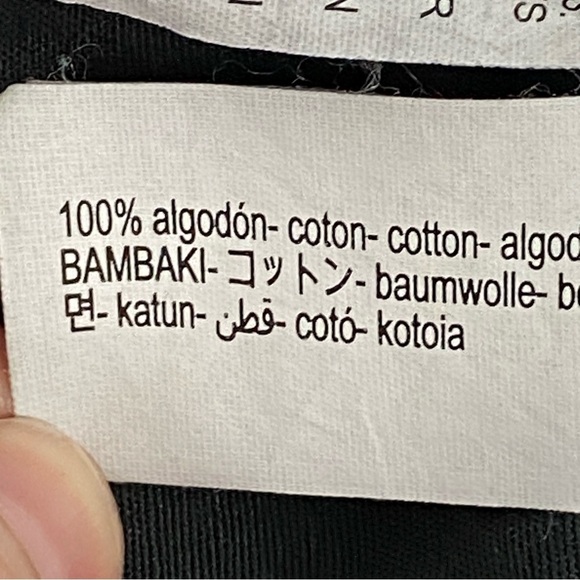 100% algodón- coton- cotton- algod
BAMBAKI- コットン- baumwolle- b
면- katun- قطن- cotó- kotoia